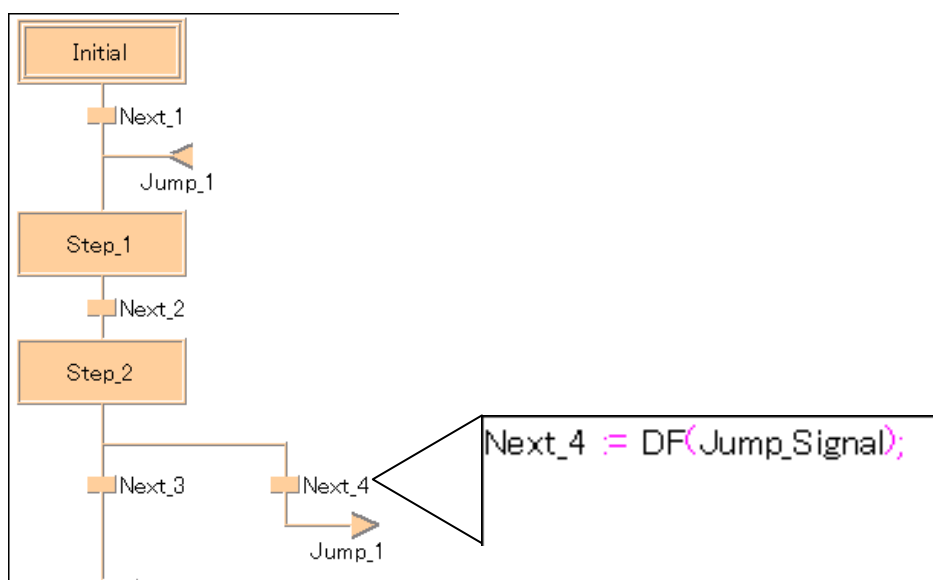 Initial
Next_1
Jump_1
Step_1
Next_2
Step_2
Next_4 := DF(Jump_Signal);
Next_3
Next_4
Jump_1